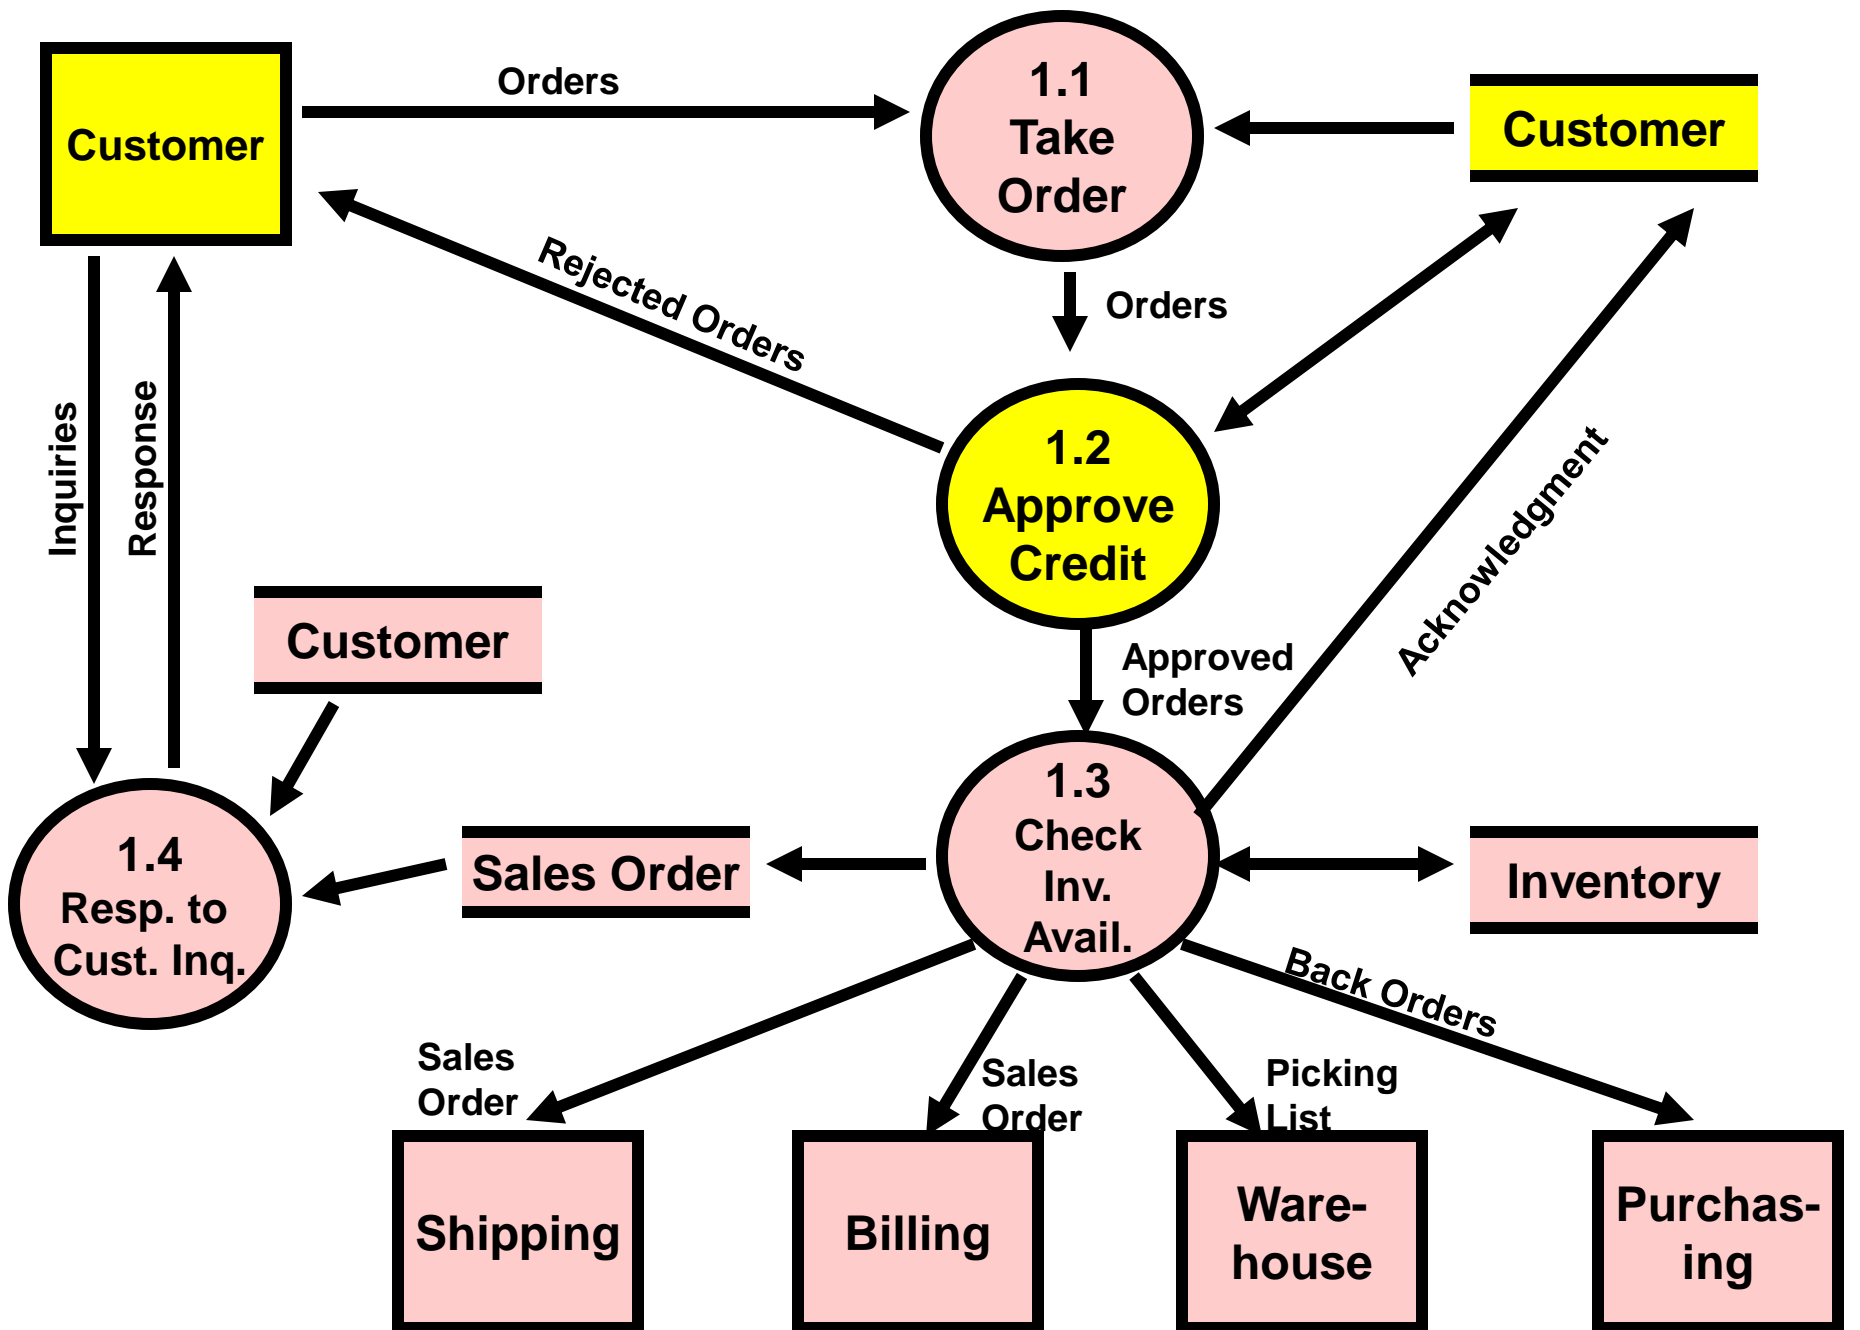 Orders
1.1
Take
Order
Customer
Customer
Rejected Orders
Orders
Inquiries
Response
1.2
Approve
Credit
Acknowledgment
Customer
Approved
Orders
1.3
Check
Inv.
Avail.
1.4
Resp. to
Cust. Inq.
Sales Order
Inventory
Back Orders
Sales
Order
Sales
Order
Picking
List
Shipping
Billing
Ware-
house
Purchas-
ing